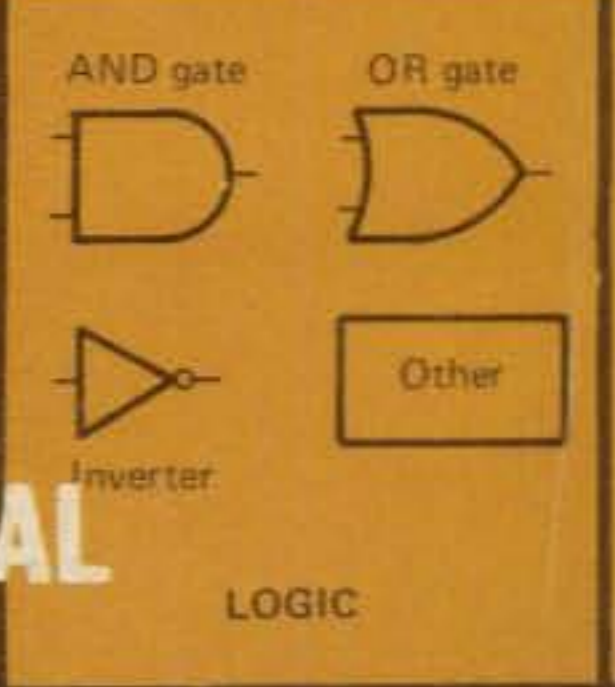 AND gate OR gate
Other
Inverter
AL
LOGIC